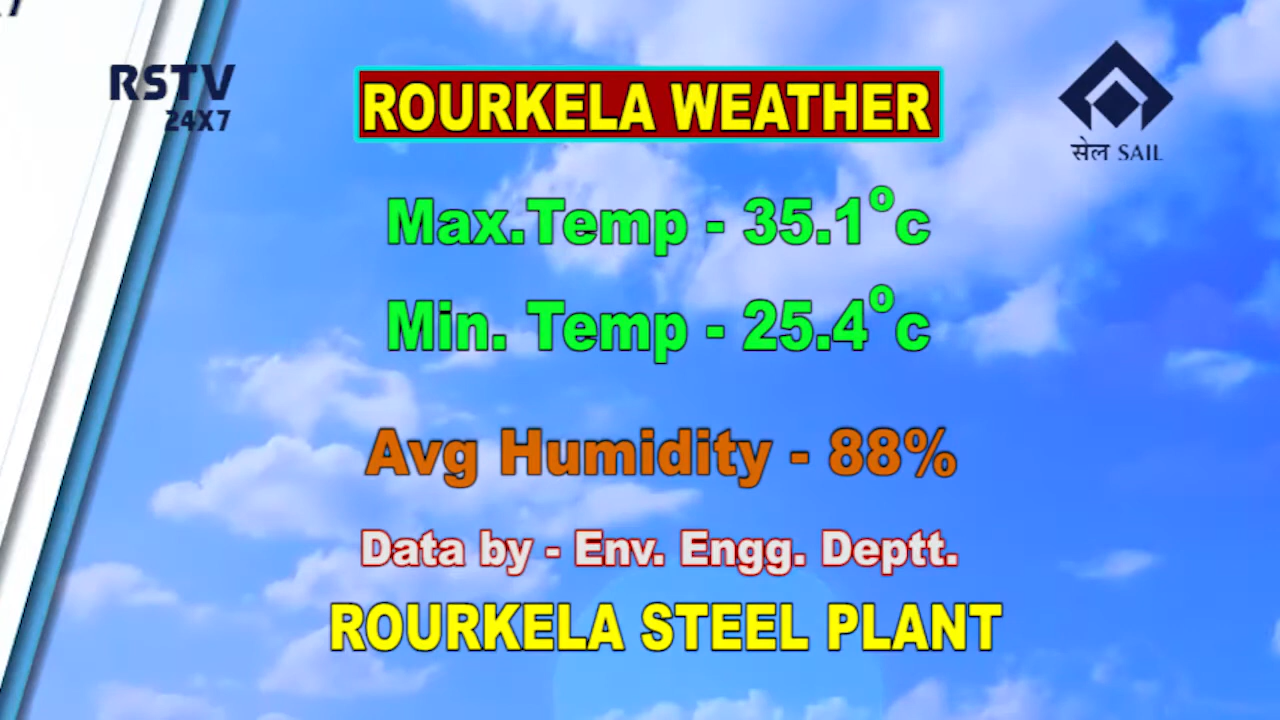 RSTV
24X7
ROURKELA WEATHER
सेल SAIL
Max.Temp - 35.1°c
Min. Temp - 25.4°c
Avg Humidity - 88%
Data by - Env. Engg. Deptt.
ROURKELA STEEL PLANT